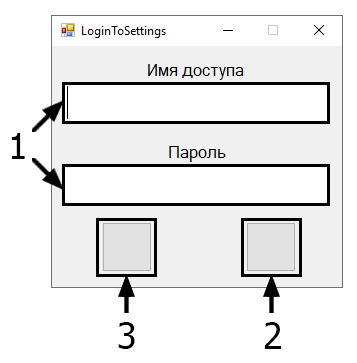 LoginToSettings
Имя доступа
1
Пароль
3
2